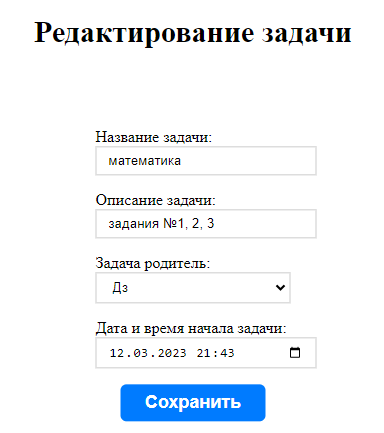 Редактирование задачи
Название задачи:
математика
Описание задачи:
задания №1, 2, 3
Задача родитель:
Дз
Дата и время начала задачи:
12.03.2023 21:43
Сохранить